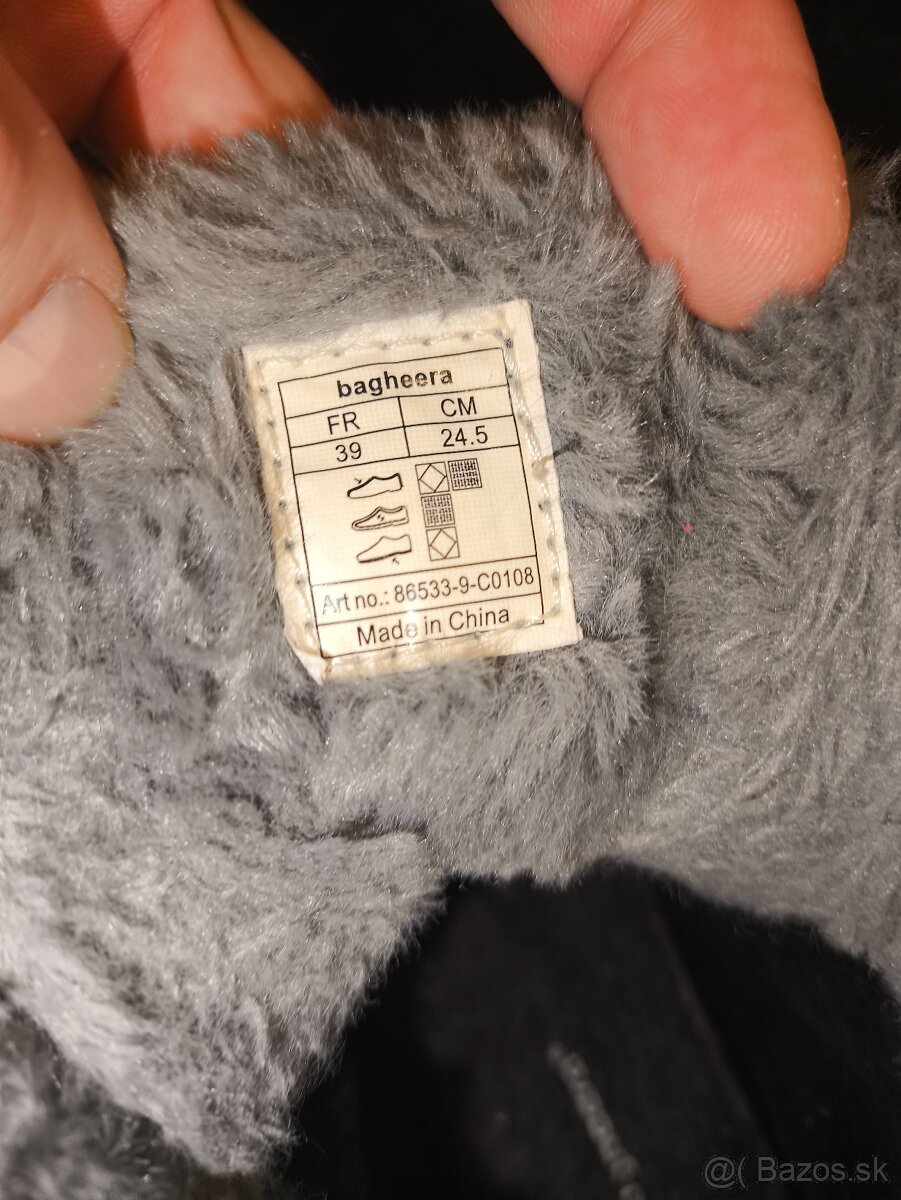 bagheera
FR CM
39 24.5
Art no.: 86533-9-C0108
Made in China
@( Bazos.sk